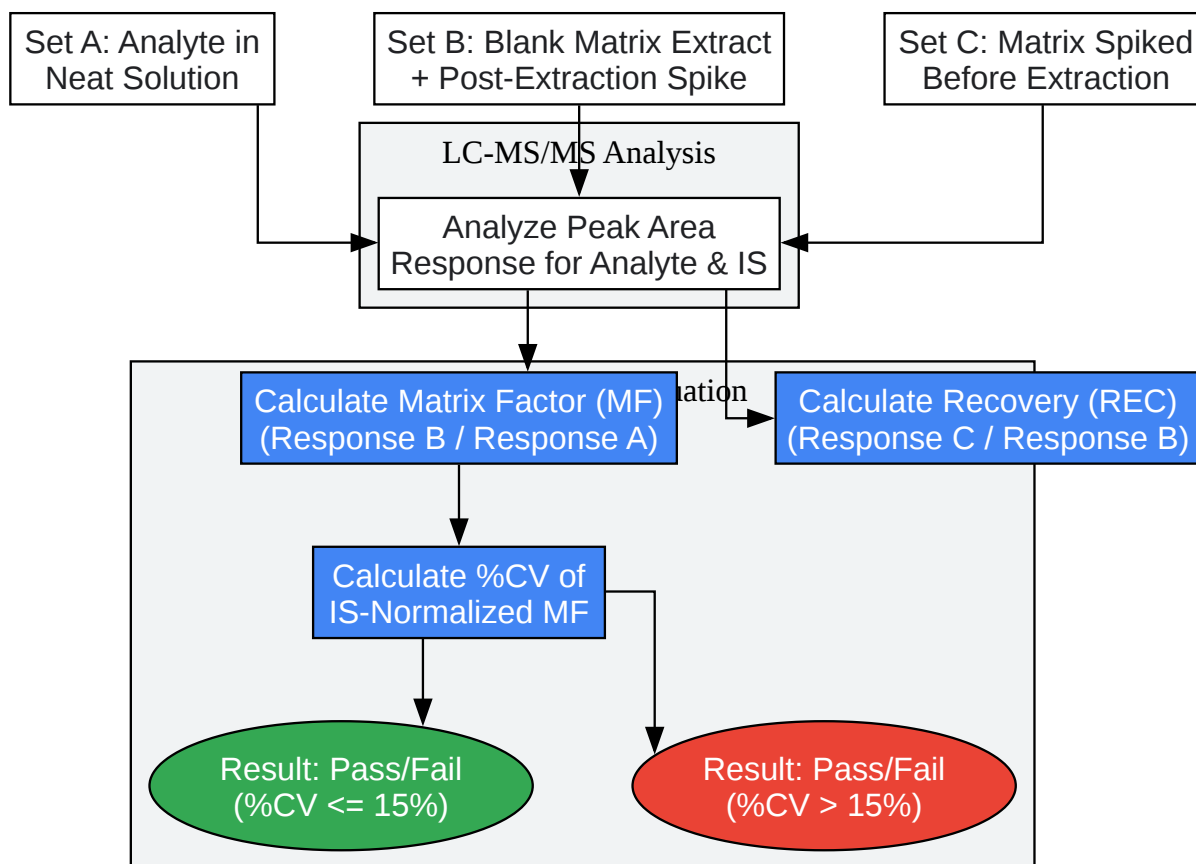 Set A: Analyte in
Neat Solution
Set B: Blank Matrix Extract
+ Post-Extraction Spike
Set C: Matrix Spiked
Before Extraction
LC-MS/MS Analysis
Analyze Peak Area
Response for Analyte & IS
Calculate Matrix Factor (MF)
(Response B / Response A)
Calculate Recovery (REC)
(Response C / Response B)
Calculate %CV of
IS-Normalized MF
Result: Pass/Fail
(%CV <= 15%)
Result: Pass/Fail
(%CV > 15%)